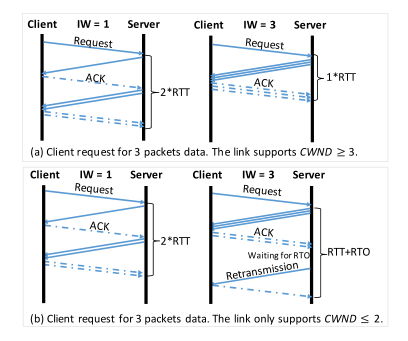 Client IW = 1 Server
Client IW = 3 Server
Request
Request
ACK
2*RTT
ACK
1*RTT
(a) Client request for 3 packets data. The link supports CWND ≥ 3.
Client IW = 1 Server
Client IW = 3 Server
Request
Request
ACK
2*RTT
ACK
Waiting for RTO
RTT+RTO
Retransmission
(b) Client request for 3 packets data. The link only supports CWND ≤ 2.